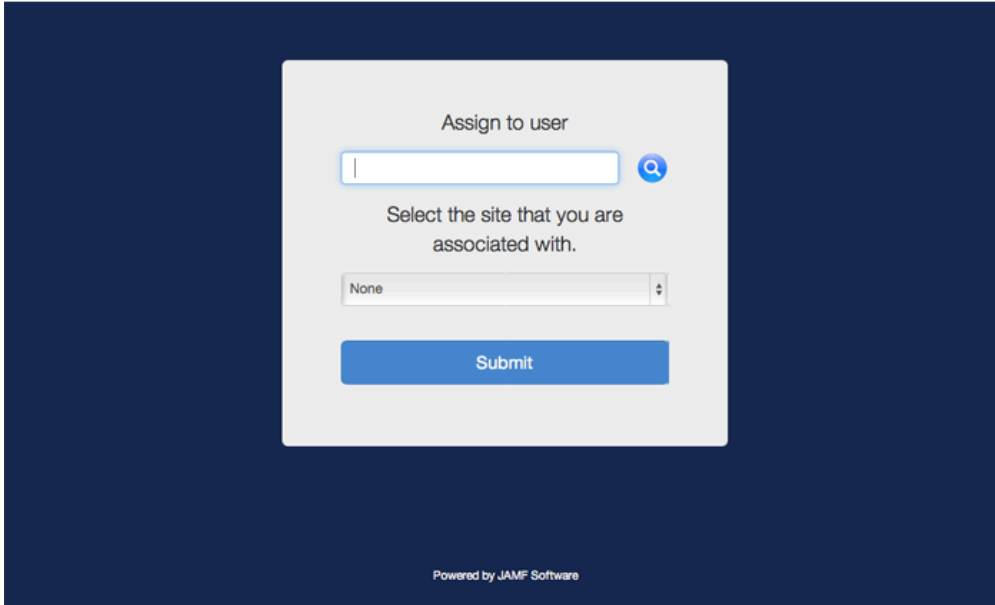 Assign to user
Select the site that you are
associated with.
None
Submit
Powered by JAMF Software